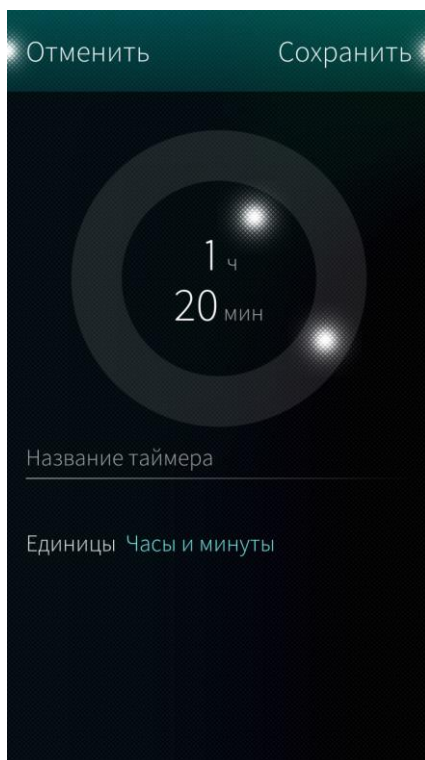 Отменить Сохранить
1 ч
20 мин
Название таймера
Единицы Часы и минуты